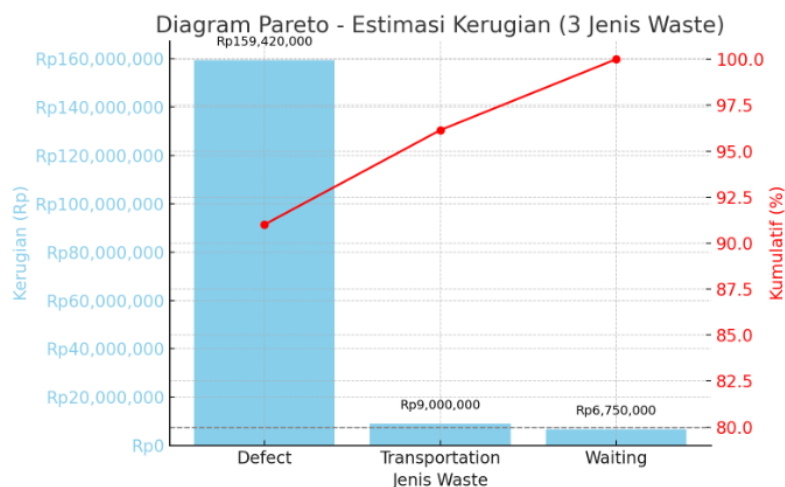 Diagram Pareto - Estimasi Kerugian (3 Jenis Waste)
Rp159,420,000
Rp160,000,000
Rp140,000,000
Rp120,000,000
Rp100,000,000
Rp80,000,000
Rp60,000,000
Rp40,000,000
Rp20,000,000
Rp0
Kerugian (Rp)
Rp9,000,000
Rp6,750,000
100.0
97.5
95.0
92.5
90.0
87.5
85.0
82.5
80.0
Kumulatif (%)
Defect
Transportation
Waiting
Jenis Waste